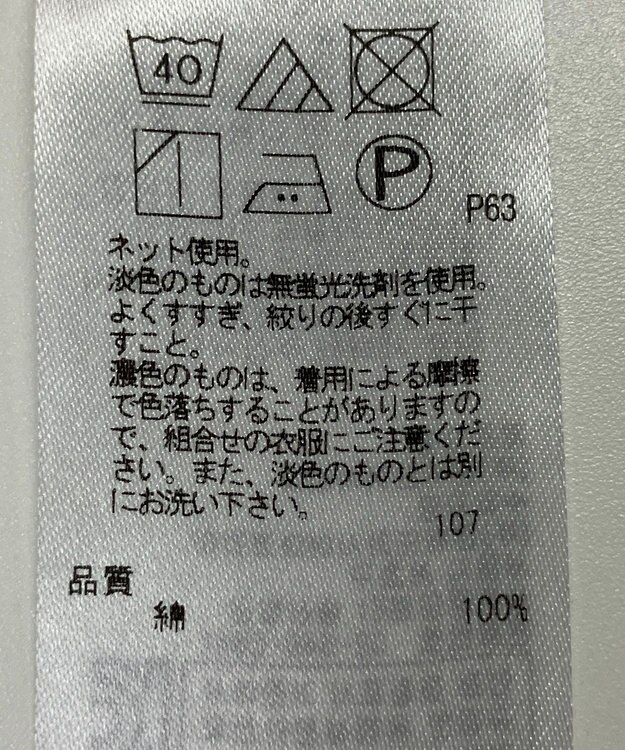 40
P
P63
ネット使用。
淡色のものは無蛍光洗剤を使用。
よくすすぎ、絞りの後すぐに干
すこと。
濃色のものは、着用による摩擦
で色落ちすることがありますの
で、組合せの衣服にご注意くだ
さい。また、淡色のものとは別
にお洗い下さい。
107
品質
綿 100%